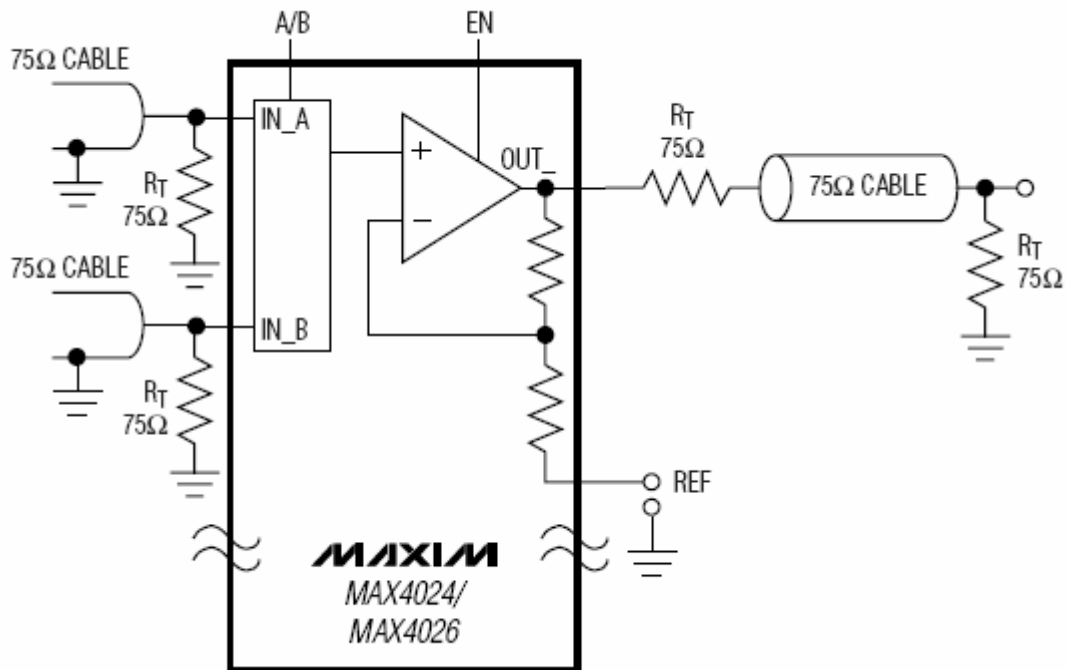 A/B
EN
75Ω CABLE
IN_A
RT
75Ω
+
OUT_
RT
75Ω
75Ω CABLE
−
RT
75Ω
75Ω CABLE
IN_B
RT
75Ω
REF
MAXIM
MAX4024/
MAX4026